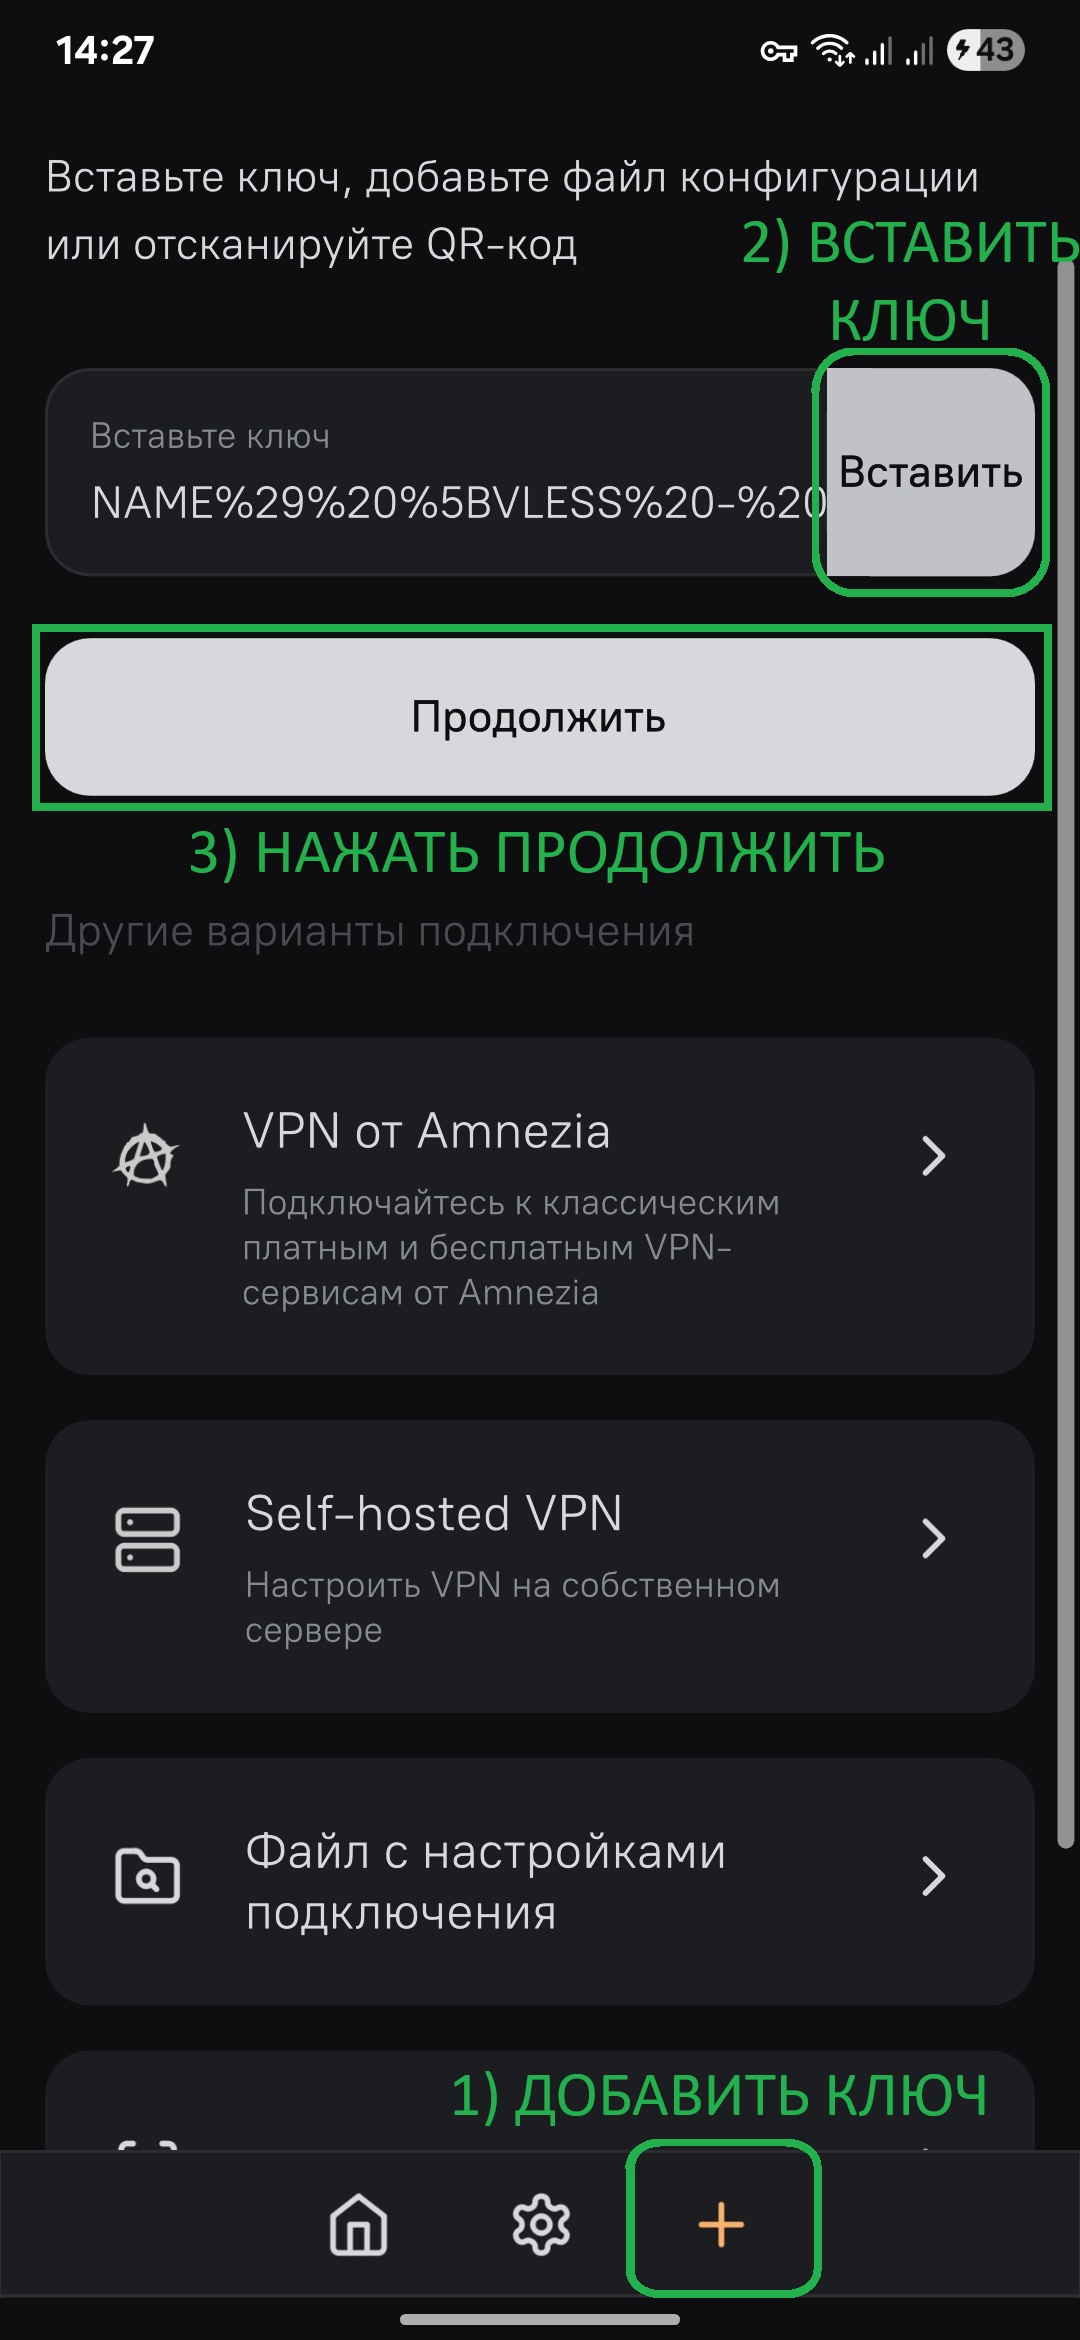 14:27
43
Вставьте ключ, добавьте файл конфигурации
или отсканируйте QR-код
2) ВСТАВИТЬ
КЛЮЧ
Вставьте ключ
NAME%29%20%5BVLESS%20-%20
Вставить
Продолжить
3) НАЖАТЬ ПРОДОЛЖИТЬ
Другие варианты подключения
VPN от Amnezia
Подключайтесь к классическим
платным и бесплатным VPN-
сервисам от Amnezia
Self-hosted VPN
Настроить VPN на собственном
сервере
Файл с настройками
подключения
1) ДОБАВИТЬ КЛЮЧ